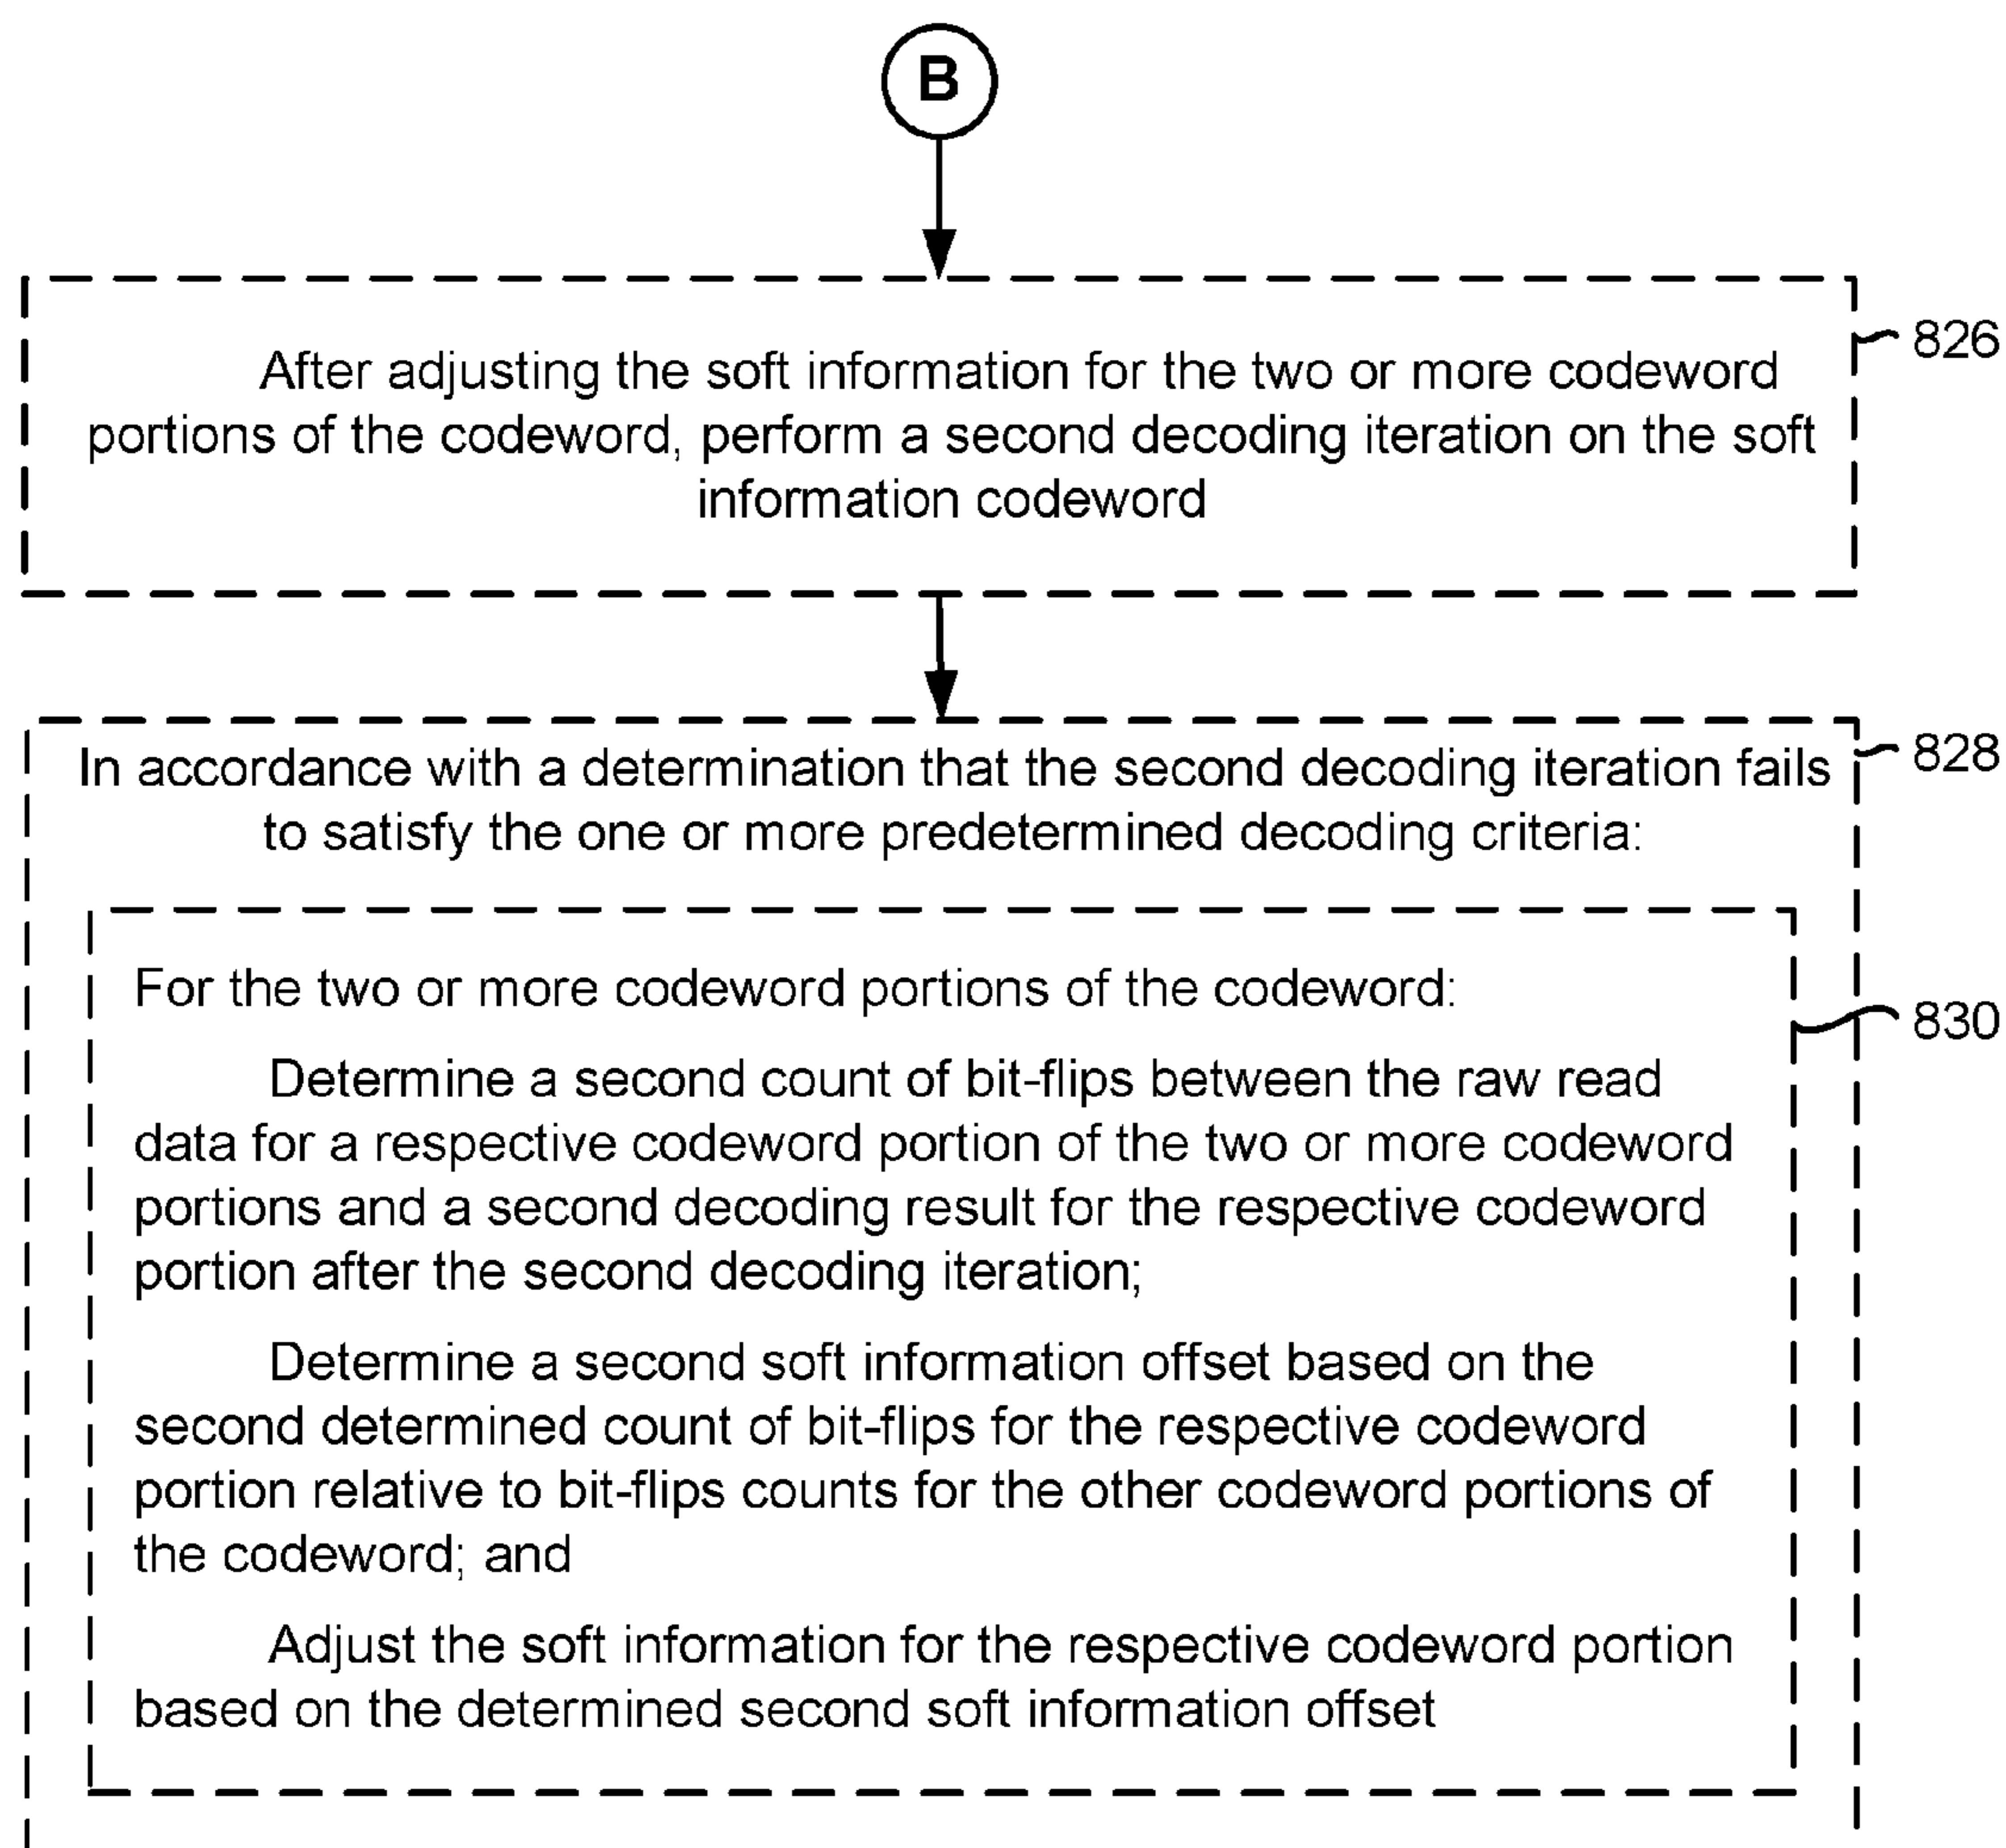 B
826
After adjusting the soft information for the two or more codeword
portions of the codeword, perform a second decoding iteration on the soft
information codeword
828
In accordance with a determination that the second decoding iteration fails
to satisfy the one or more predetermined decoding criteria:
830
For the two or more codeword portions of the codeword:
Determine a second count of bit-flips between the raw read
data for a respective codeword portion of the two or more codeword
portions and a second decoding result for the respective codeword
portion after the second decoding iteration;
Determine a second soft information offset based on the
second determined count of bit-flips for the respective codeword
portion relative to bit-flips counts for the other codeword portions of
the codeword; and
Adjust the soft information for the respective codeword portion
based on the determined second soft information offset